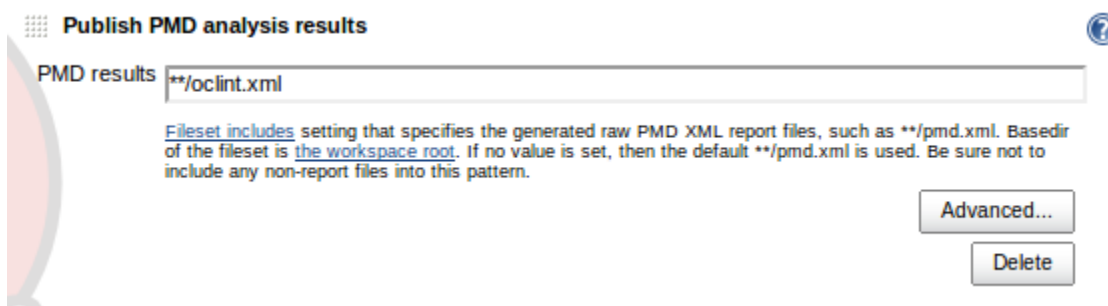 Publish PMD analysis results
PMD results
**/oclint.xml
Fileset includes setting that specifies the generated raw PMD XML report files, such as **/pmd.xml. Basedir
of the fileset is the workspace root. If no value is set, then the default **/pmd.xml is used. Be sure not to
include any non-report files into this pattern.
Advanced...
Delete